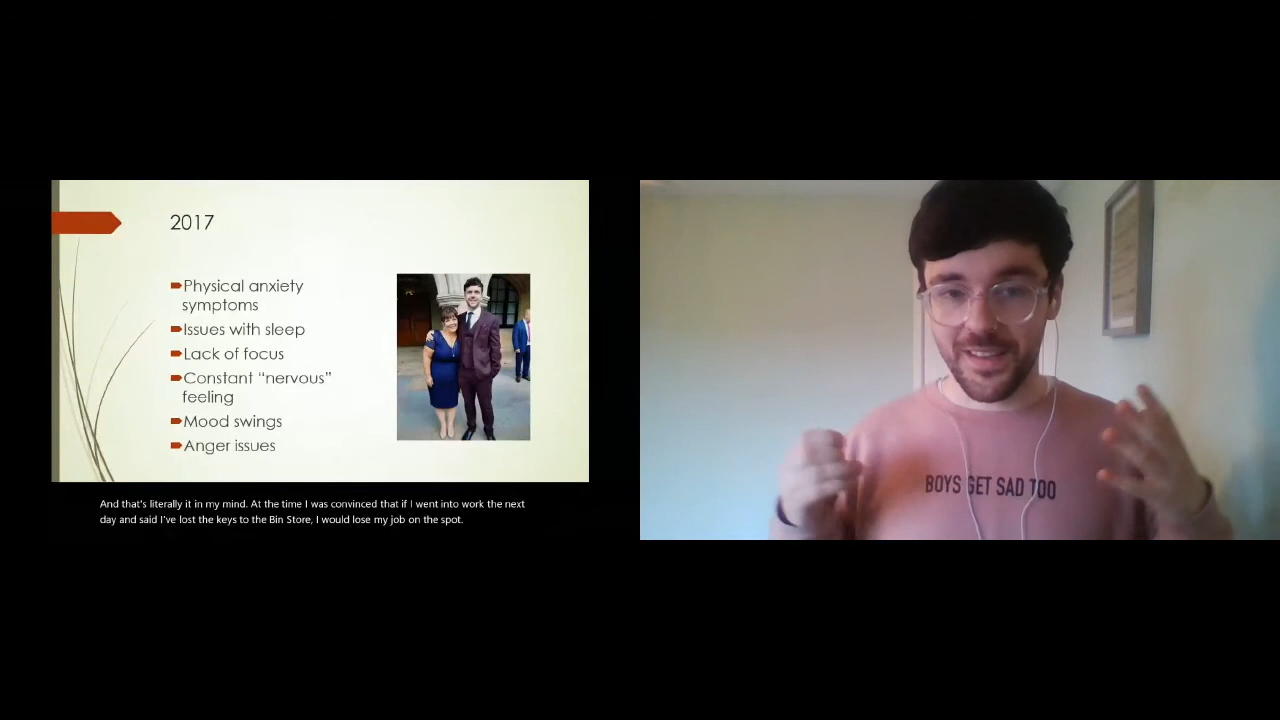 2017
Physical anxiety
symptoms
Issues with sleep
Lack of focus
Constant “nervous”
feeling
Mood swings
Anger issues
And that's literally it in my mind. At the time I was convinced that if I went into work the next
day and said I've lost the keys to the Bin Store, I would lose my job on the spot.
BOYS GET SAD TOO